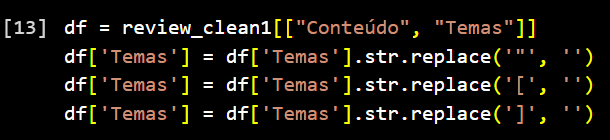 [13] df = review_clean1[["Conteúdo", "Temas"]]
df['Temas'] = df['Temas'].str.replace('"', '')
df['Temas'] = df['Temas'].str.replace('[', '')
df['Temas'] = df['Temas'].str.replace(']', '')